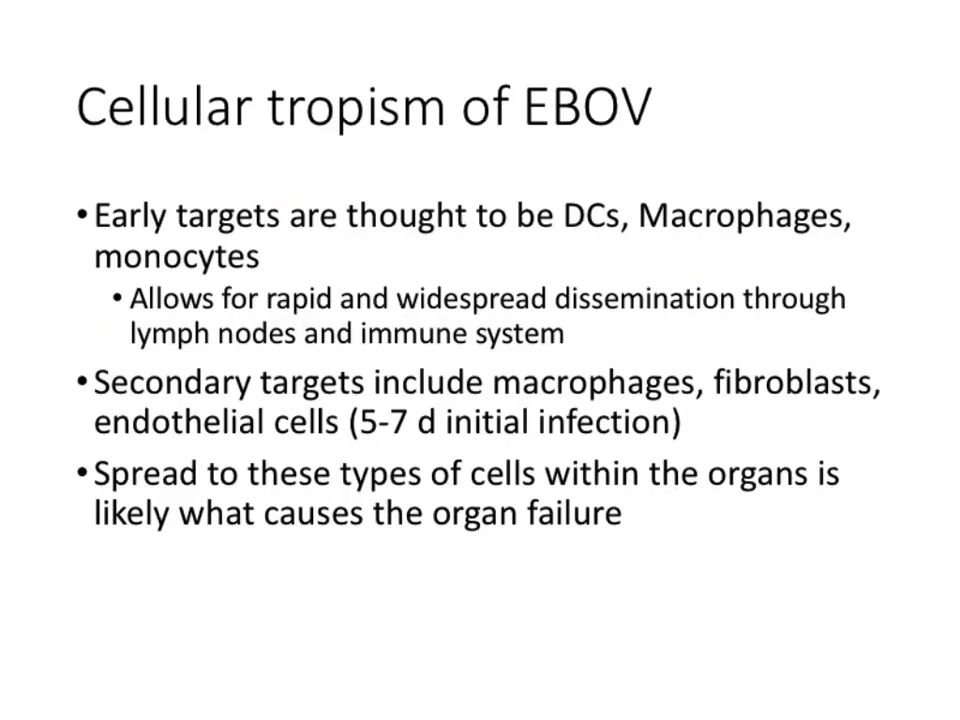 Cellular tropism of EBOV
• Early targets are thought to be DCs, Macrophages,
monocytes
• Allows for rapid and widespread dissemination through
lymph nodes and immune system
• Secondary targets include macrophages, fibroblasts,
endothelial cells (5-7 d initial infection)
• Spread to these types of cells within the organs is
likely what causes the organ failure